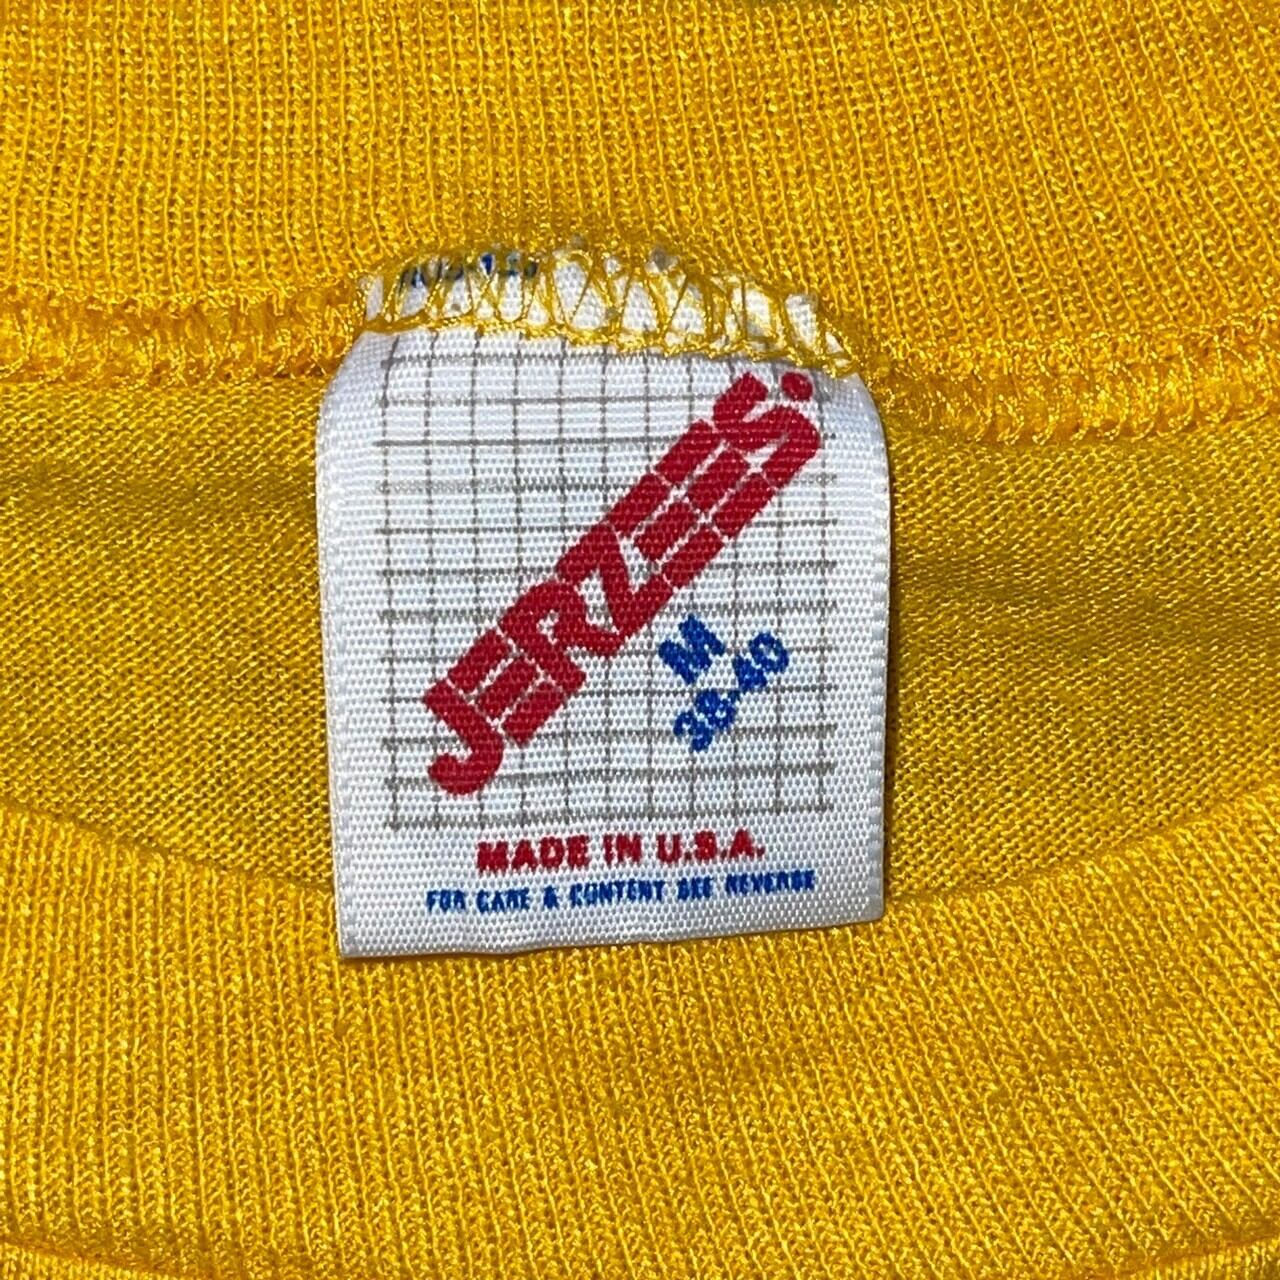 JERZEES.
M
38-40
MADE IN U.S.A.
FOR CARE & CONTENT SEE REVERSE